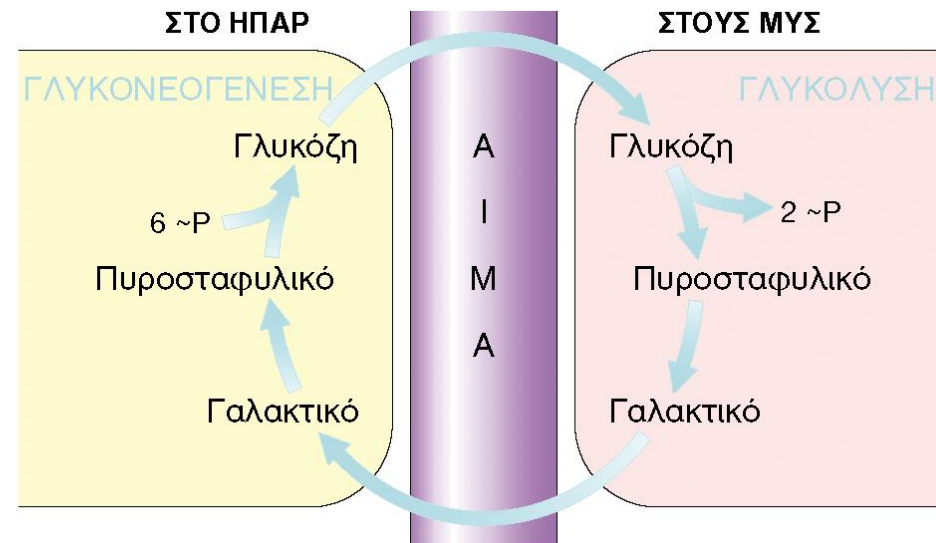 ΣΤΟ ΗΠΑΡ
ΓΛΥΚΟΝΕΟΓΕΝΕΣΗ
Γλυκόζη
6 ~P
Πυροσταφυλικό
Γαλακτικό
Α
Ι
Μ
Α
ΣΤΟΥΣ ΜΥΣ
ΓΛΥΚΟΛΥΣΗ
Γλυκόζη
2 ~P
Πυροσταφυλικό
Γαλακτικό